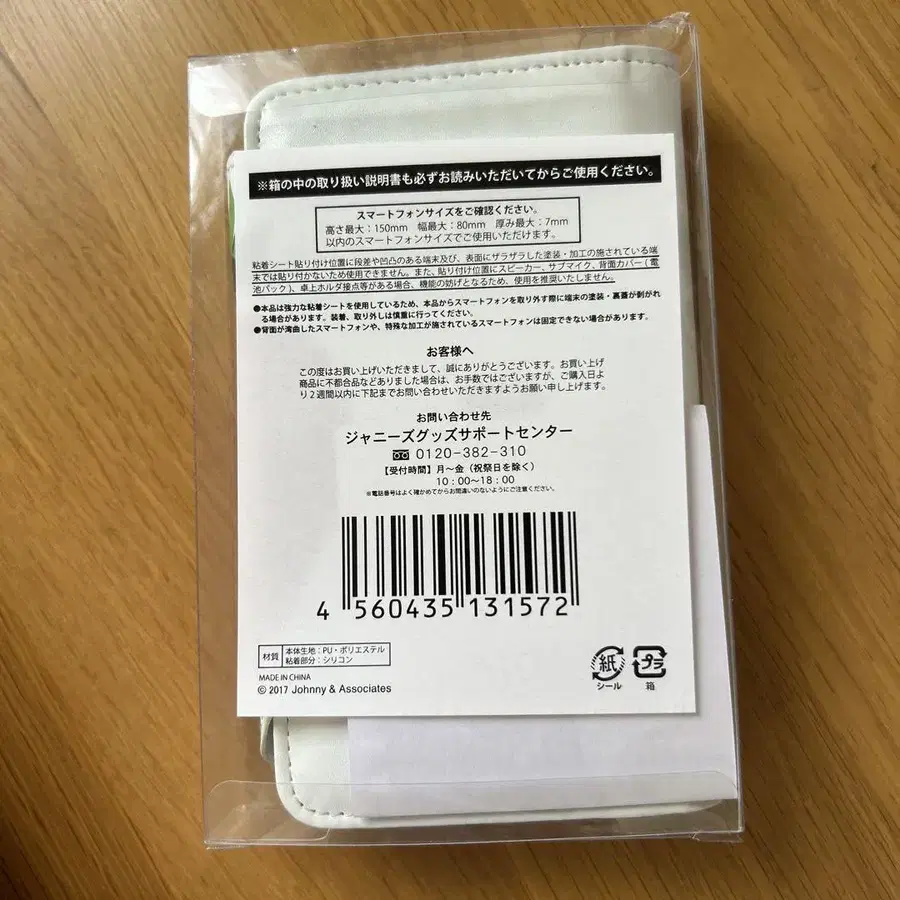 ※箱の中の取り扱い説明書も必ずお読みいただいてからご使用ください。
スマートフォンサイズをご確認ください。
高さ最大：150mm 幅最大：80mm 厚み最大：7mm
以内のスマートフォンサイズでご使用いただけます。
粘着シート貼り付け位置に段差や凹凸のある端末及び、表面にザラザラした塗装・加工の施されている端
末では貼り付かないため使用できません。また、貼り付け位置にスピーカー、サブマイク、背面カバー（電
池パック）、卓上ホルダ接点等がある場合、機能の妨げとなるため、使用を推奨いたしません。
●本品は強力な粘着シートを使用しているため、本品からスマートフォンを取り外す際に端末の塗装・裏蓋が剥がれ
る場合があります。装着、取り外しは慎重に行ってください。
●背面が湾曲したスマートフォンや、特殊な加工が施されているスマートフォンは固定できない場合があります。
お客様へ
この度はお買い上げいただきまして、誠にありがとうございます。お買い上げ
商品に不都合品などありました場合は、お手数ではございますが、ご購入日よ
り2週間以内に下記までお問い合わせいただきますようお願い申し上げます。
お問い合わせ先
ジャニーズグッズサポートセンター
0120-382-310
【受付時間】月〜金（祝祭日を除く）
10：00〜18：00
※電話番号はよく確かめてからお間違いのないようにご注意ください。
4 560435 131572
材質 本体生地：PU・ポリエステル
粘着部分：シリコン
MADE IN CHINA
© 2017 Johnny & Associates
紙 プラ
シール 箱